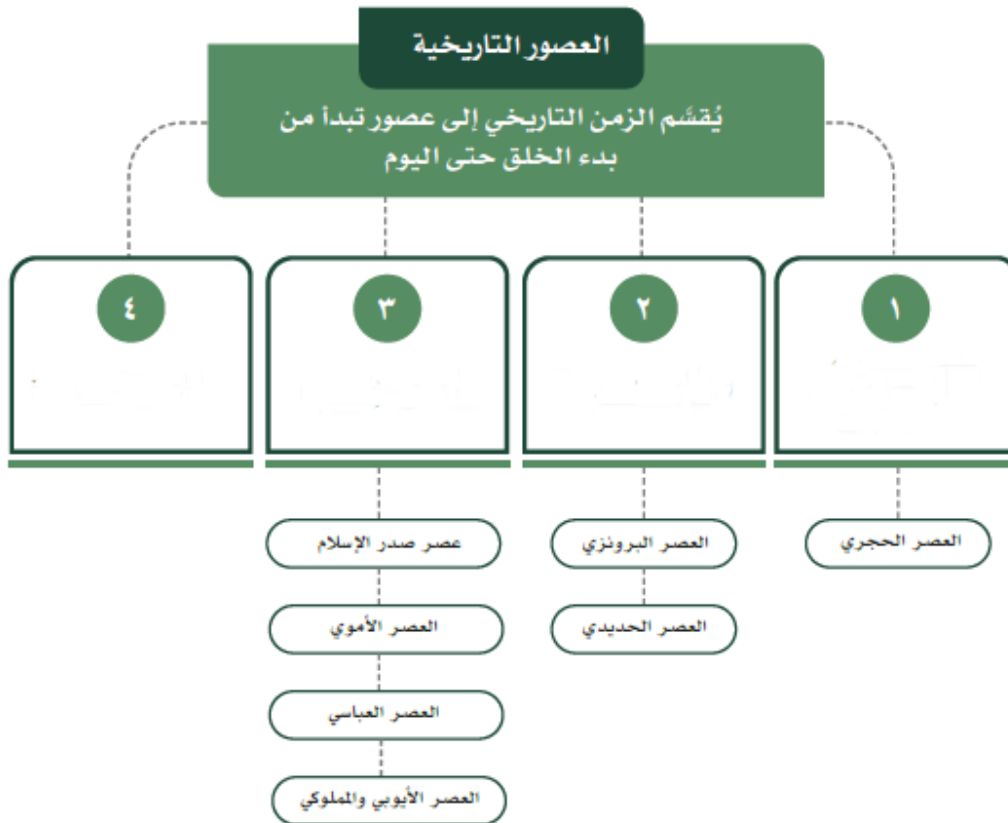 العصور التاريخية
يُقسَّم الزمن التاريخي إلى عصور تبدأ من
بدء الخلق حتى اليوم
١
٢
٣
٤
العصر الحجري
العصر البرونزي
العصر الحديدي
عصر صدر الإسلام
العصر الأموي
العصر العباسي
العصر الأيوبي والمملوكي